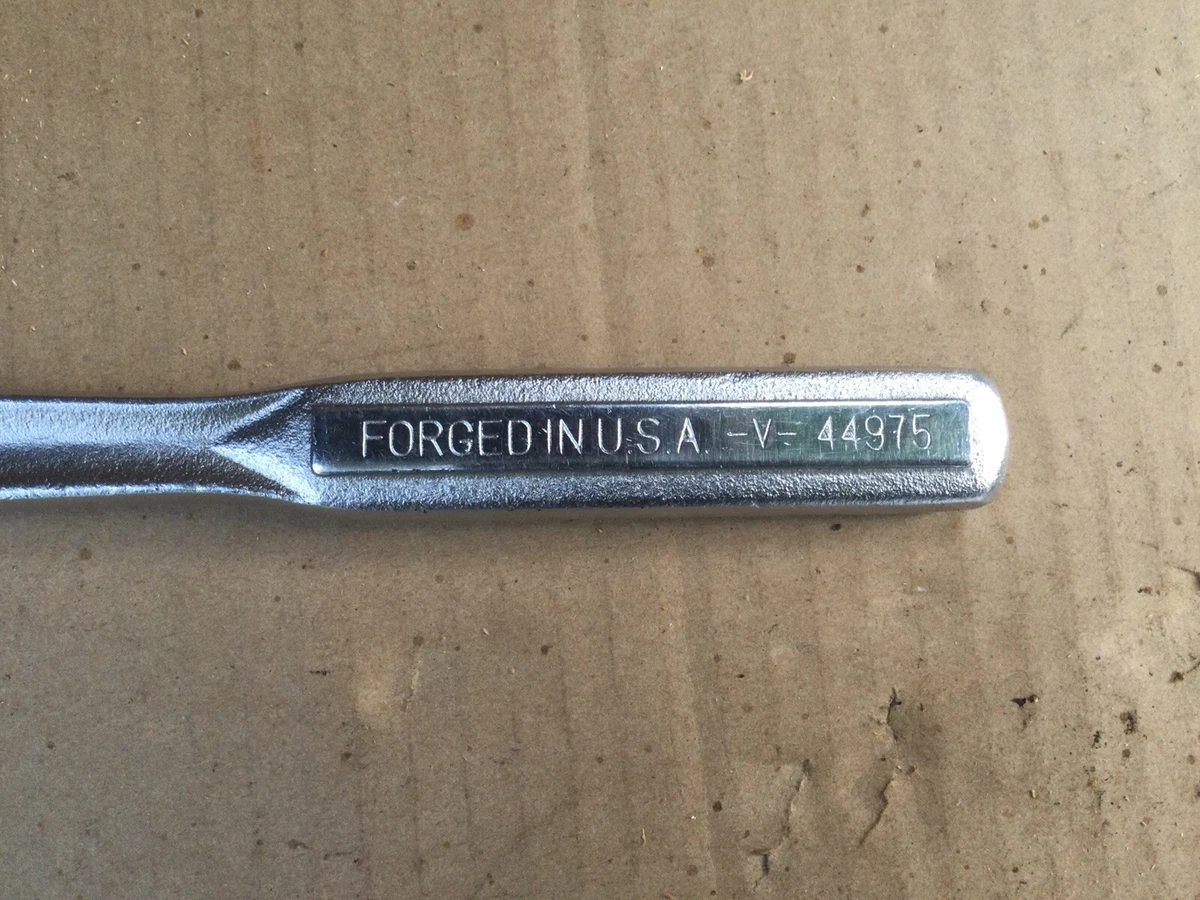 FORGED IN U.S.A. -V- 44975